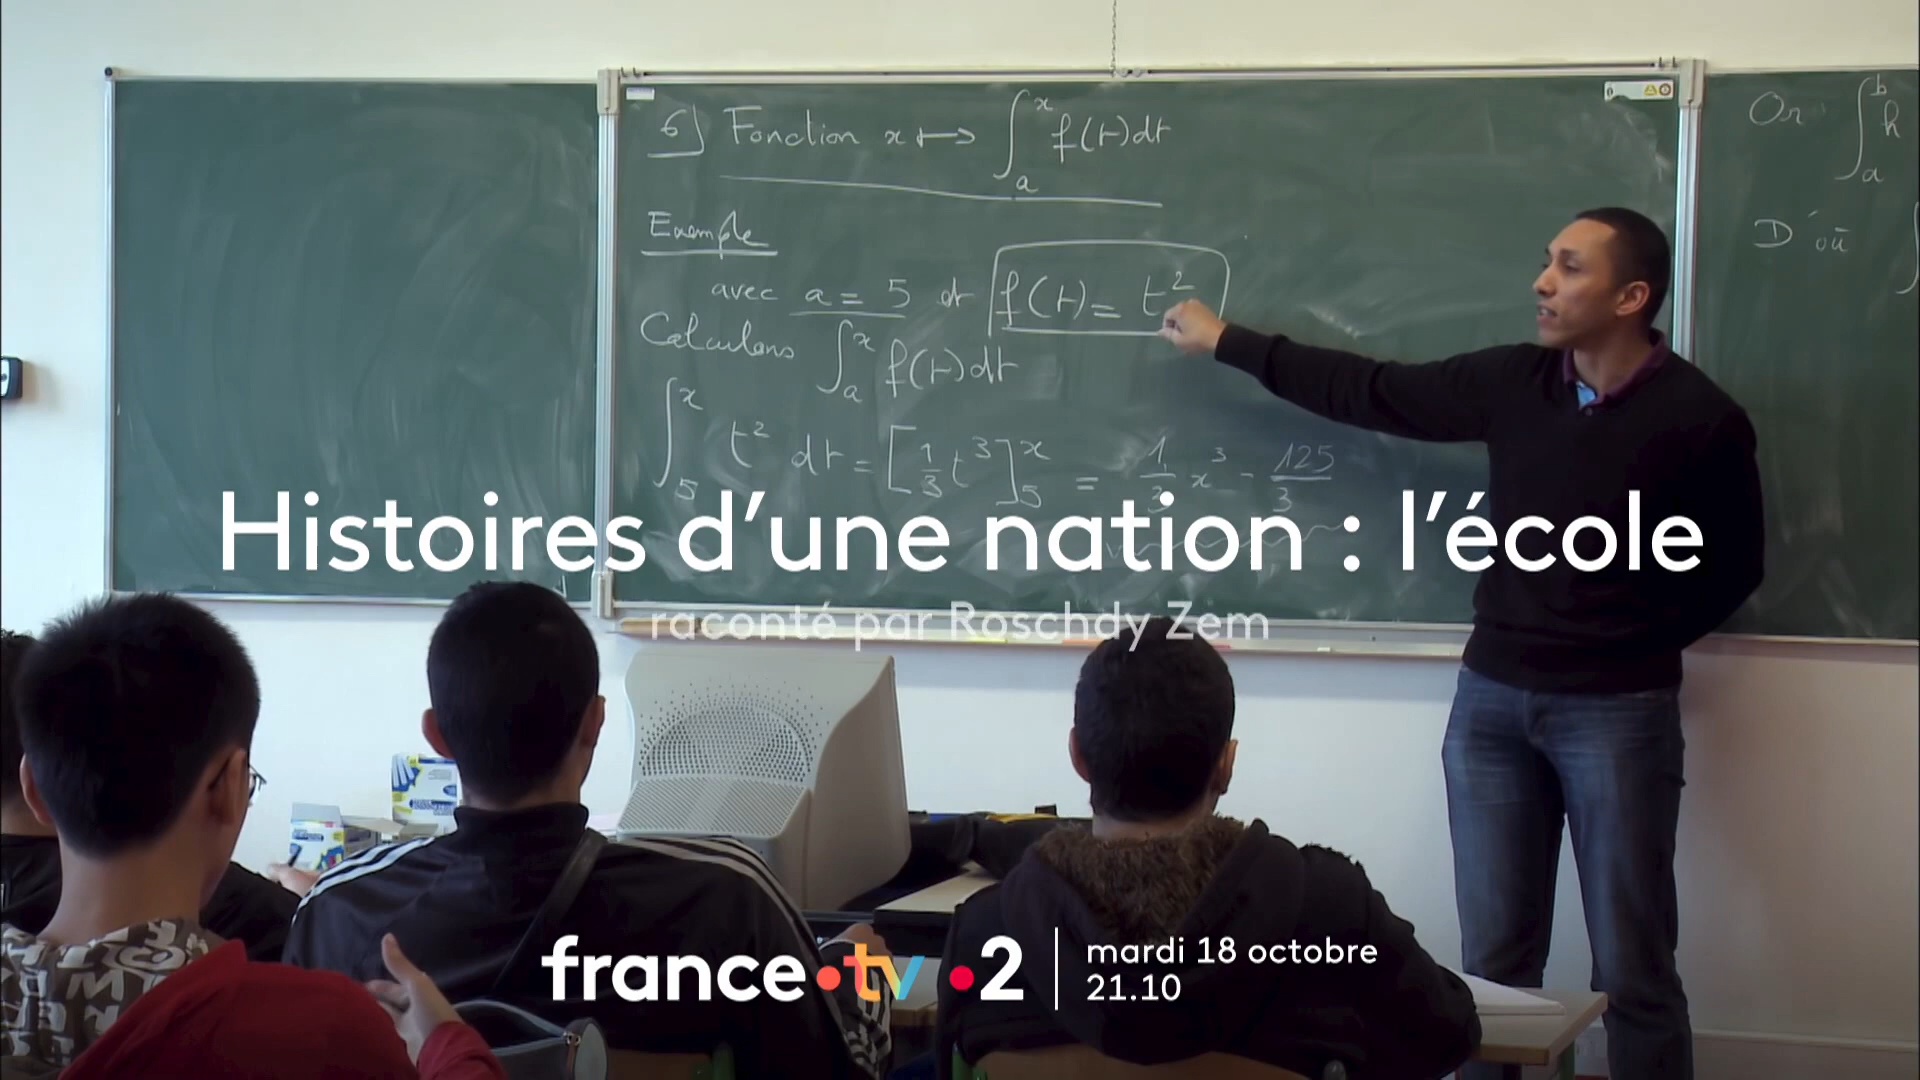 6) Fonction x ↦ ∫ₐˣ f(t)dt
Exemple
avec a = 5 et f(t) = t²
Calculons ∫ₐˣ f(t)dt
∫₅ˣ t² dt = [1/3 t³]₅ˣ = 1/3 x³ - 125/3
Or ∫ₐᵇ h
D'où ∫
Histoires d'une nation : l'école
raconté par Roschdy Zem
france•tv •2
mardi 18 octobre
21.10